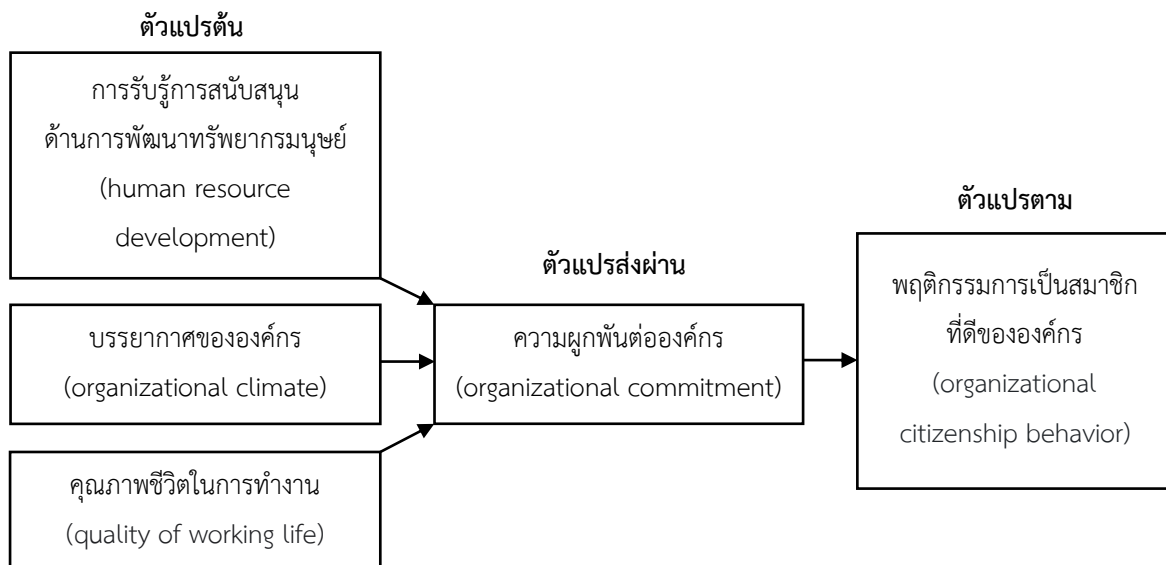 ตัวแปรต้น
การรับรู้การสนับสนุน
ด้านการพัฒนาทรัพยากรมนุษย์
(human resource
development)
บรรยากาศขององค์กร
(organizational climate)
คุณภาพชีวิตในการทำงาน
(quality of working life)
ตัวแปรส่งผ่าน
ความผูกพันต่อองค์กร
(organizational commitment)
ตัวแปรตาม
พฤติกรรมการเป็นสมาชิก
ที่ดีขององค์กร
(organizational
citizenship behavior)